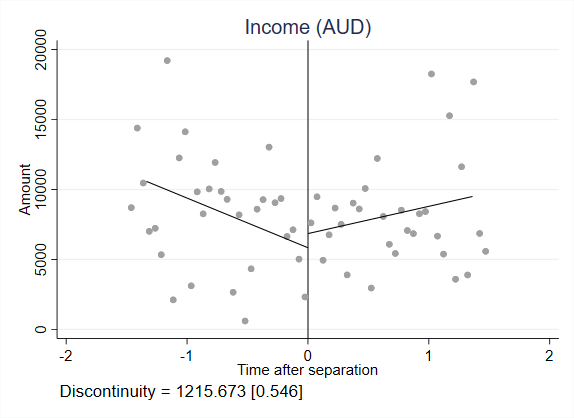 Income (AUD)
20000
15000
10000
5000
0
Amount
-2 -1 0 1 2
Time after separation
Discontinuity = 1215.673 [0.546]